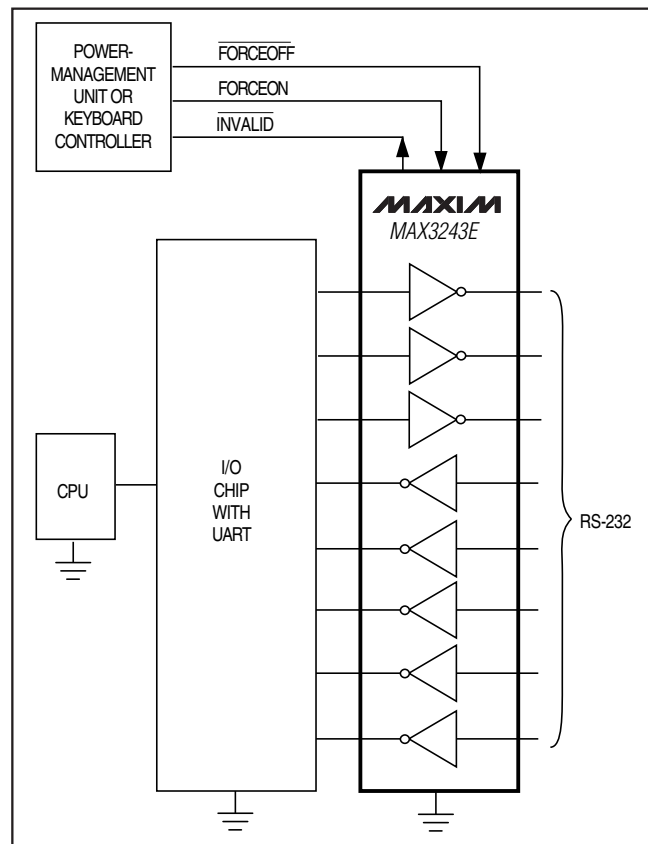 POWER-
MANAGEMENT
UNIT OR
KEYBOARD
CONTROLLER
FORCEOFF
FORCEON
INVALID
MAXIM
MAX3243E
CPU
I/O
CHIP
WITH
UART
RS-232